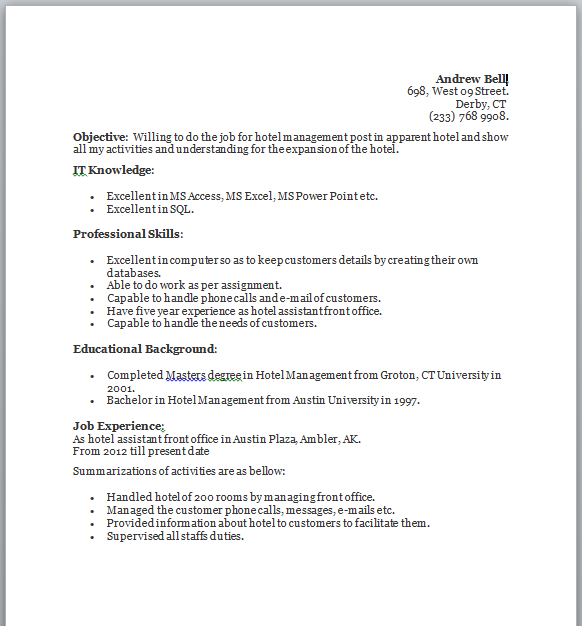 Andrew Bell
698, West 09 Street.
Derby, CT
(233) 768 9908.
Objective: Willing to do the job for hotel management post in apparent hotel and show
all my activities and understanding for the expansion of the hotel.
IT Knowledge:
• Excellent in MS Access, MS Excel, MS Power Point etc.
• Excellent in SQL.
Professional Skills:
• Excellent in computer so as to keep customers details by creating their own
databases.
• Able to do work as per assignment.
• Capable to handle phone calls and e-mail of customers.
• Have five year experience as hotel assistant front office.
• Capable to handle the needs of customers.
Educational Background:
• Completed Masters degree in Hotel Management from Groton, CT University in
2001.
• Bachelor in Hotel Management from Austin University in 1997.
Job Experience:
As hotel assistant front office in Austin Plaza, Ambler, AK.
From 2012 till present date
Summarizations of activities are as bellow:
• Handled hotel of 200 rooms by managing front office.
• Managed the customer phone calls, messages, e-mails etc.
• Provided information about hotel to customers to facilitate them.
• Supervised all staffs duties.